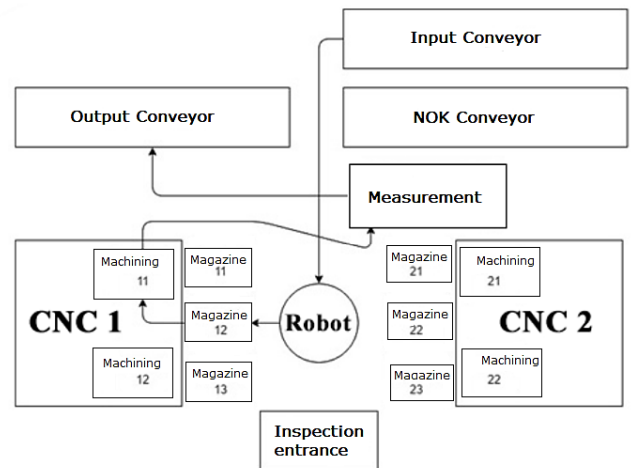 Input Conveyor
Output Conveyor
NOK Conveyor
Measurement
CNC 1
Machining
11
Machining
12
Magazine
11
Magazine
12
Magazine
13
Robot
Magazine
21
Magazine
22
Magazine
23
Machining
21
CNC 2
Machining
22
Inspection
entrance